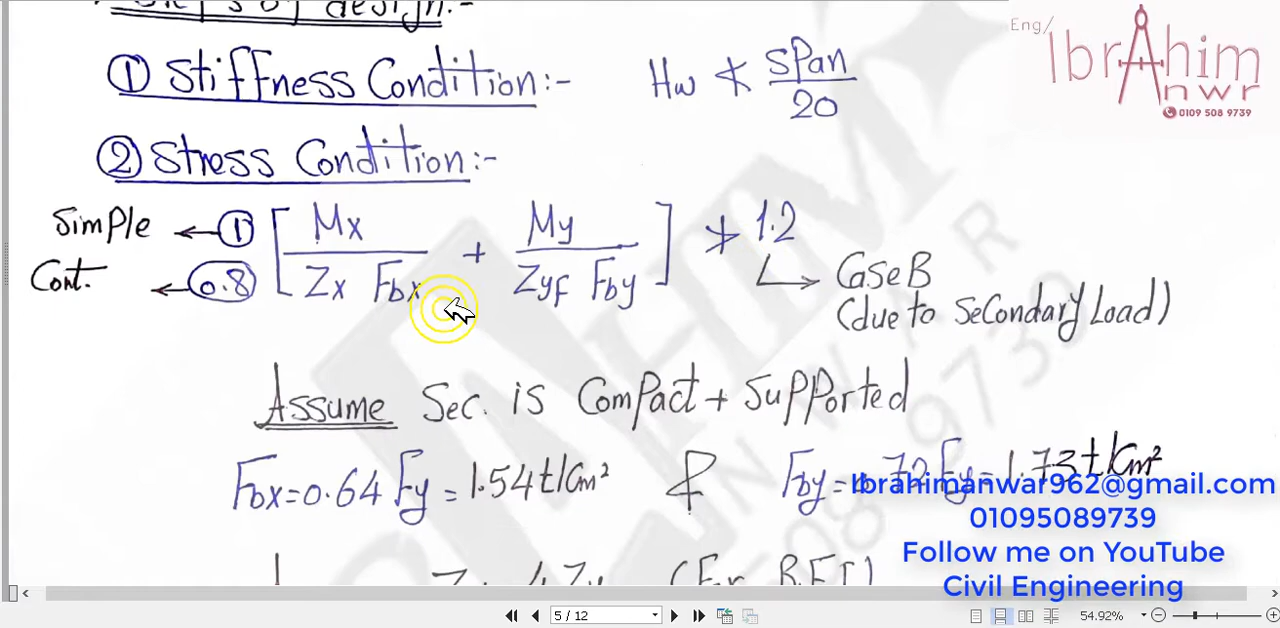 design:-
Eng/
IbrAhim
Anwr
0109 508 9739
① Stiffness Condition:- Hw ≮ Span/20
② Stress Condition:-
Simple ← ① [ Mx / Zx Fbx + My / Zyf Fby ] ≯ 1.2
Cont. ← 0.8
Case B
(due to Secondary Load)
Assume Sec. is Compact + Supported
Fbx = 0.64 Fy = 1.54 t/Cm² & Fby = 72 Fy = 1.73 t/Cm²
Ibrahimanwar962@gmail.com
01095089739
Follow me on YouTube
Civil Engineering
5 / 12
54.92%